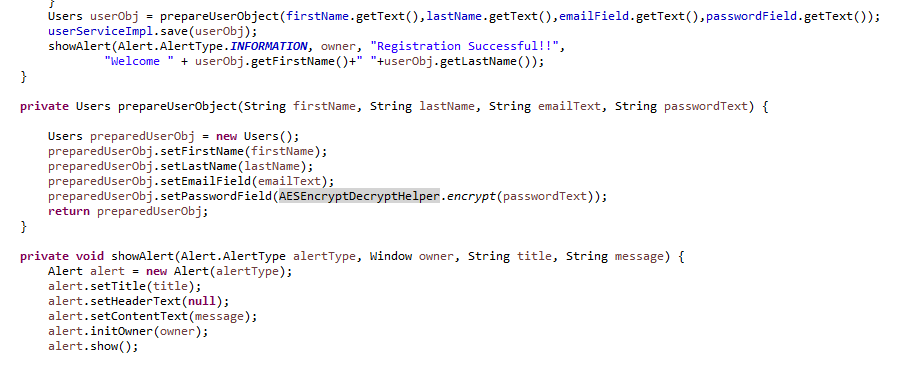 }
Users userObj = prepareUserObject(firstName.getText(),lastName.getText(),emailField.getText(),passwordField.getText());
userServiceImpl.save(userObj);
showAlert(Alert.AlertType.INFORMATION, owner, "Registration Successful!!",
"Welcome " + userObj.getFirstName()+" "+userObj.getLastName());
}
private Users prepareUserObject(String firstName, String lastName, String emailText, String passwordText) {
Users preparedUserObj = new Users();
preparedUserObj.setFirstName(firstName);
preparedUserObj.setLastName(lastName);
preparedUserObj.setEmailField(emailText);
preparedUserObj.setPasswordField(AESEncryptDecryptHelper.encrypt(passwordText));
return preparedUserObj;
}
private void showAlert(Alert.AlertType alertType, Window owner, String title, String message) {
Alert alert = new Alert(alertType);
alert.setTitle(title);
alert.setHeaderText(null);
alert.setContentText(message);
alert.initOwner(owner);
alert.show();